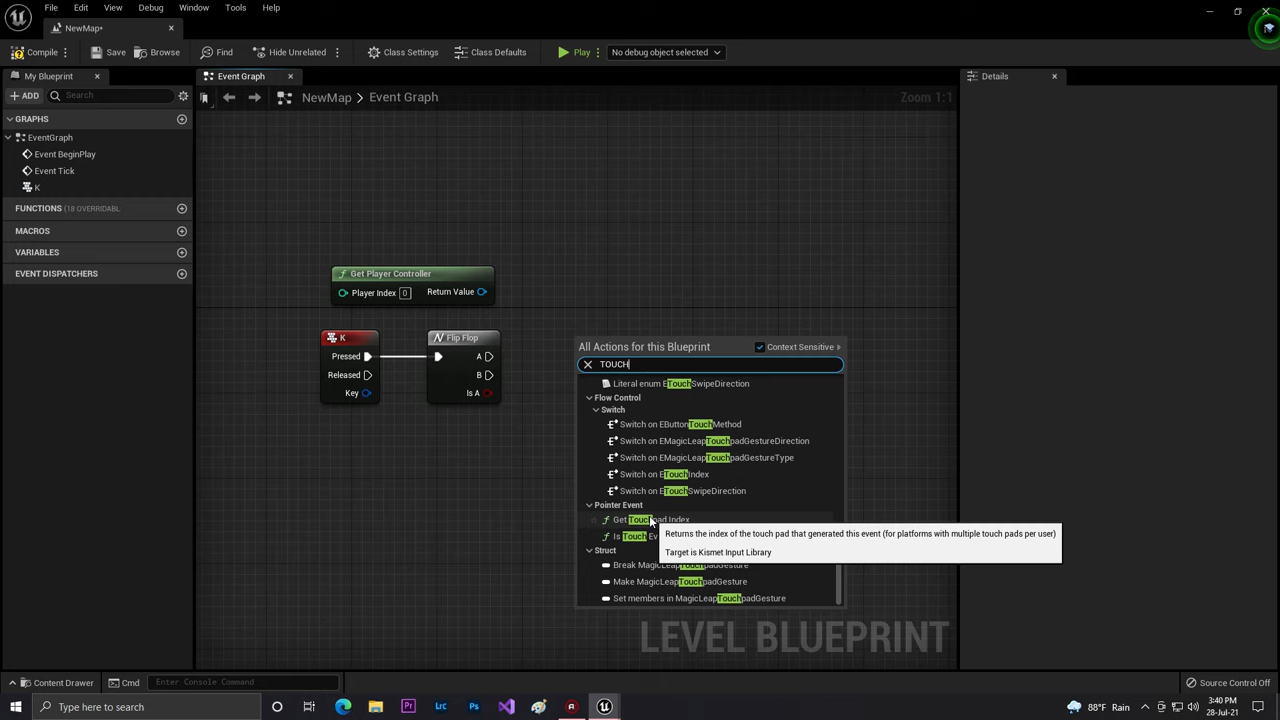 File Edit View Debug Window Tools Help
NewMap*
Compile Save Browse Find Hide Unrelated Class Settings Class Defaults Play No debug object selected
My Blueprint Event Graph Details
ADD Search NewMap > Event Graph Zoom 1:1
GRAPHS
EventGraph
Event BeginPlay
Event Tick
K
FUNCTIONS (18 OVERRIDABL
MACROS
VARIABLES
EVENT DISPATCHERS
Get Player Controller
Player Index 0 Return Value
K
Pressed
Released
Key
Flip Flop
A
B
Is A
All Actions for this Blueprint Context Sensitive
TOUCH
Literal enum ETouchSwipeDirection
Flow Control
Switch
Switch on EButtonTouchMethod
Switch on EMagicLeapTouchpadGestureDirection
Switch on EMagicLeapTouchpadGestureType
Switch on ETouchIndex
Switch on ETouchSwipeDirection
Pointer Event
Get Touchpad Index
Is Touch Ev
Returns the index of the touch pad that generated this event (for platforms with multiple touch pads per user)
Target is Kismet Input Library
Struct
Break MagicLeapTouchpadGesture
Make MagicLeapTouchpadGesture
Set members in MagicLeapTouchpadGesture
LEVEL BLUEPRINT
Content Drawer Cmd Enter Console Command Source Control Off
Type here to search Lrc Ps Pr 88°F Rain 3:40 PM
28-Jul-21